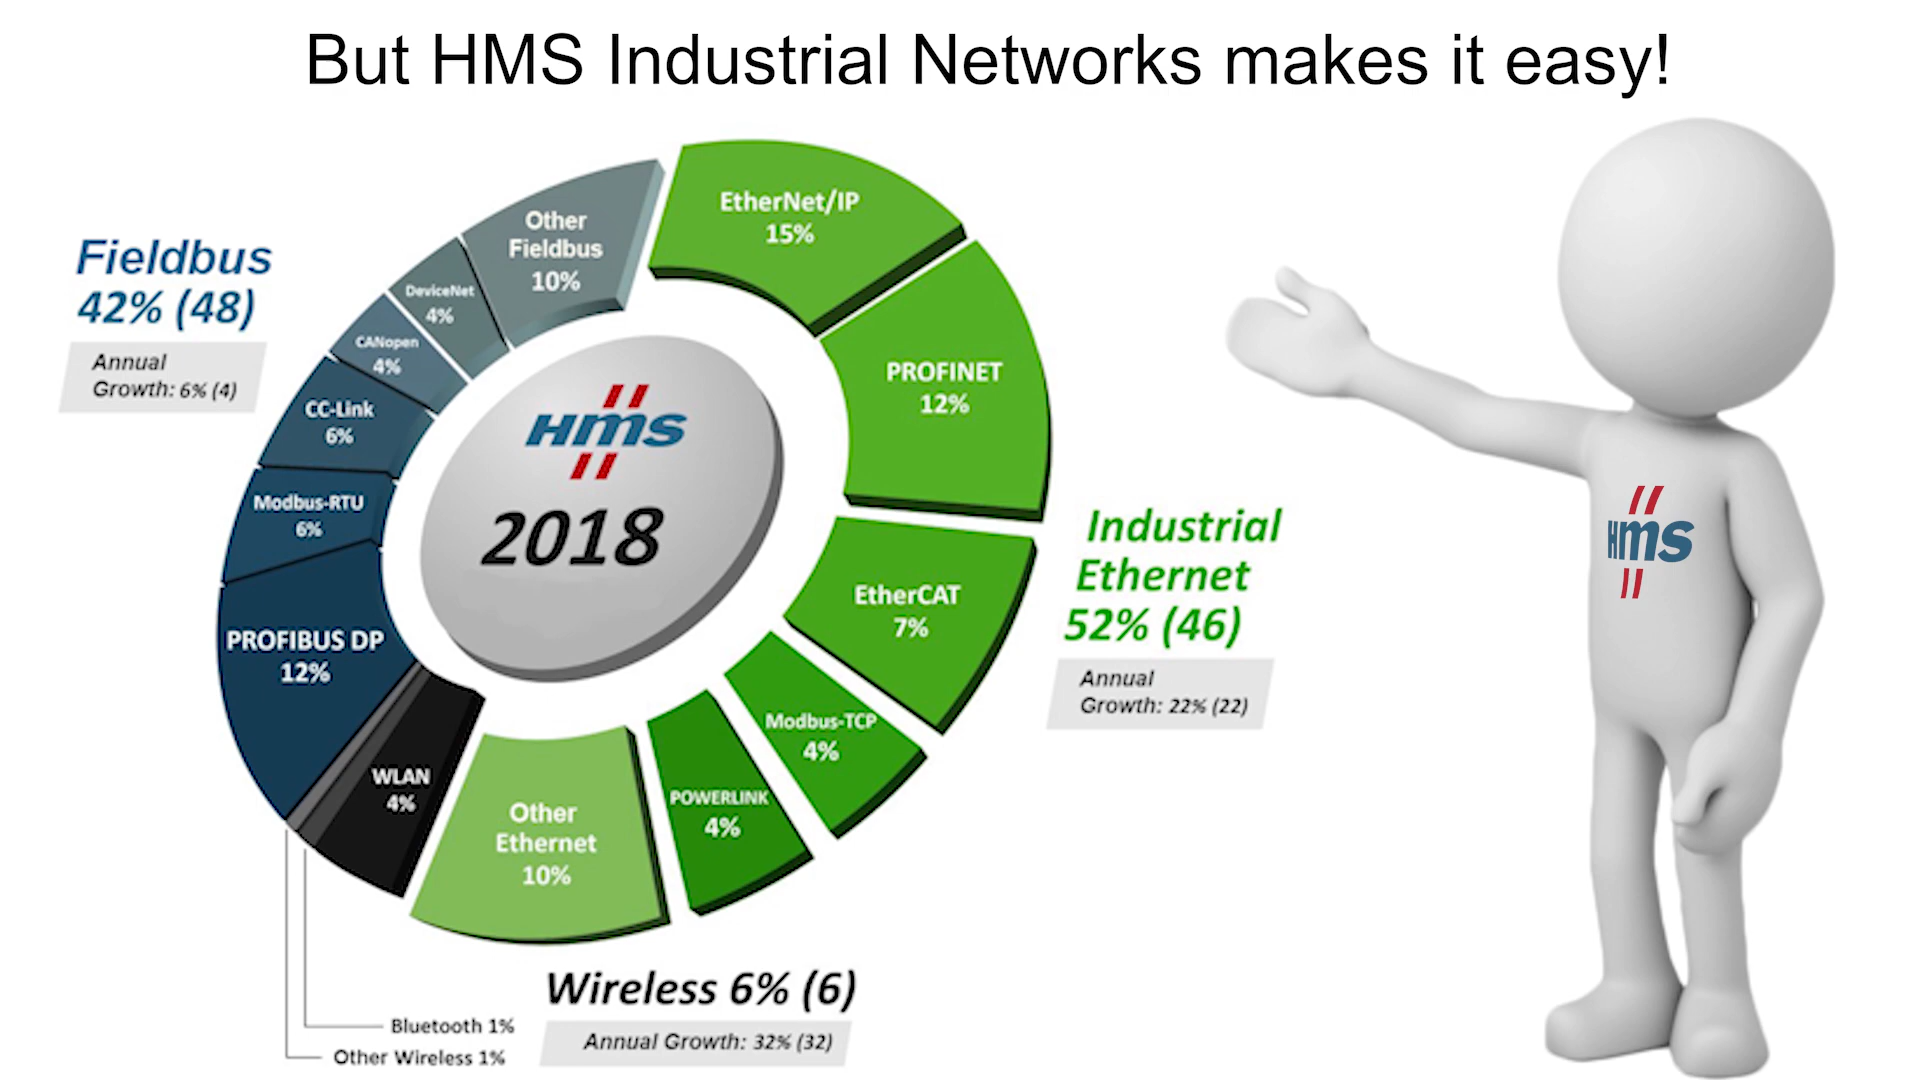 But HMS Industrial Networks makes it easy!
Fieldbus
42% (48)
Annual
Growth: 6% (4)
Other
Fieldbus
10%
DeviceNet
4%
CANopen
4%
CC-Link
6%
Modbus-RTU
6%
PROFIBUS DP
12%
EtherNet/IP
15%
PROFINET
12%
EtherCAT
7%
Modbus-TCP
4%
POWERLINK
4%
Other
Ethernet
10%
WLAN
4%
HMS
2018
Industrial
Ethernet
52% (46)
Annual
Growth: 22% (22)
Wireless 6% (6)
Annual Growth: 32% (32)
Bluetooth 1%
Other Wireless 1%
HMS